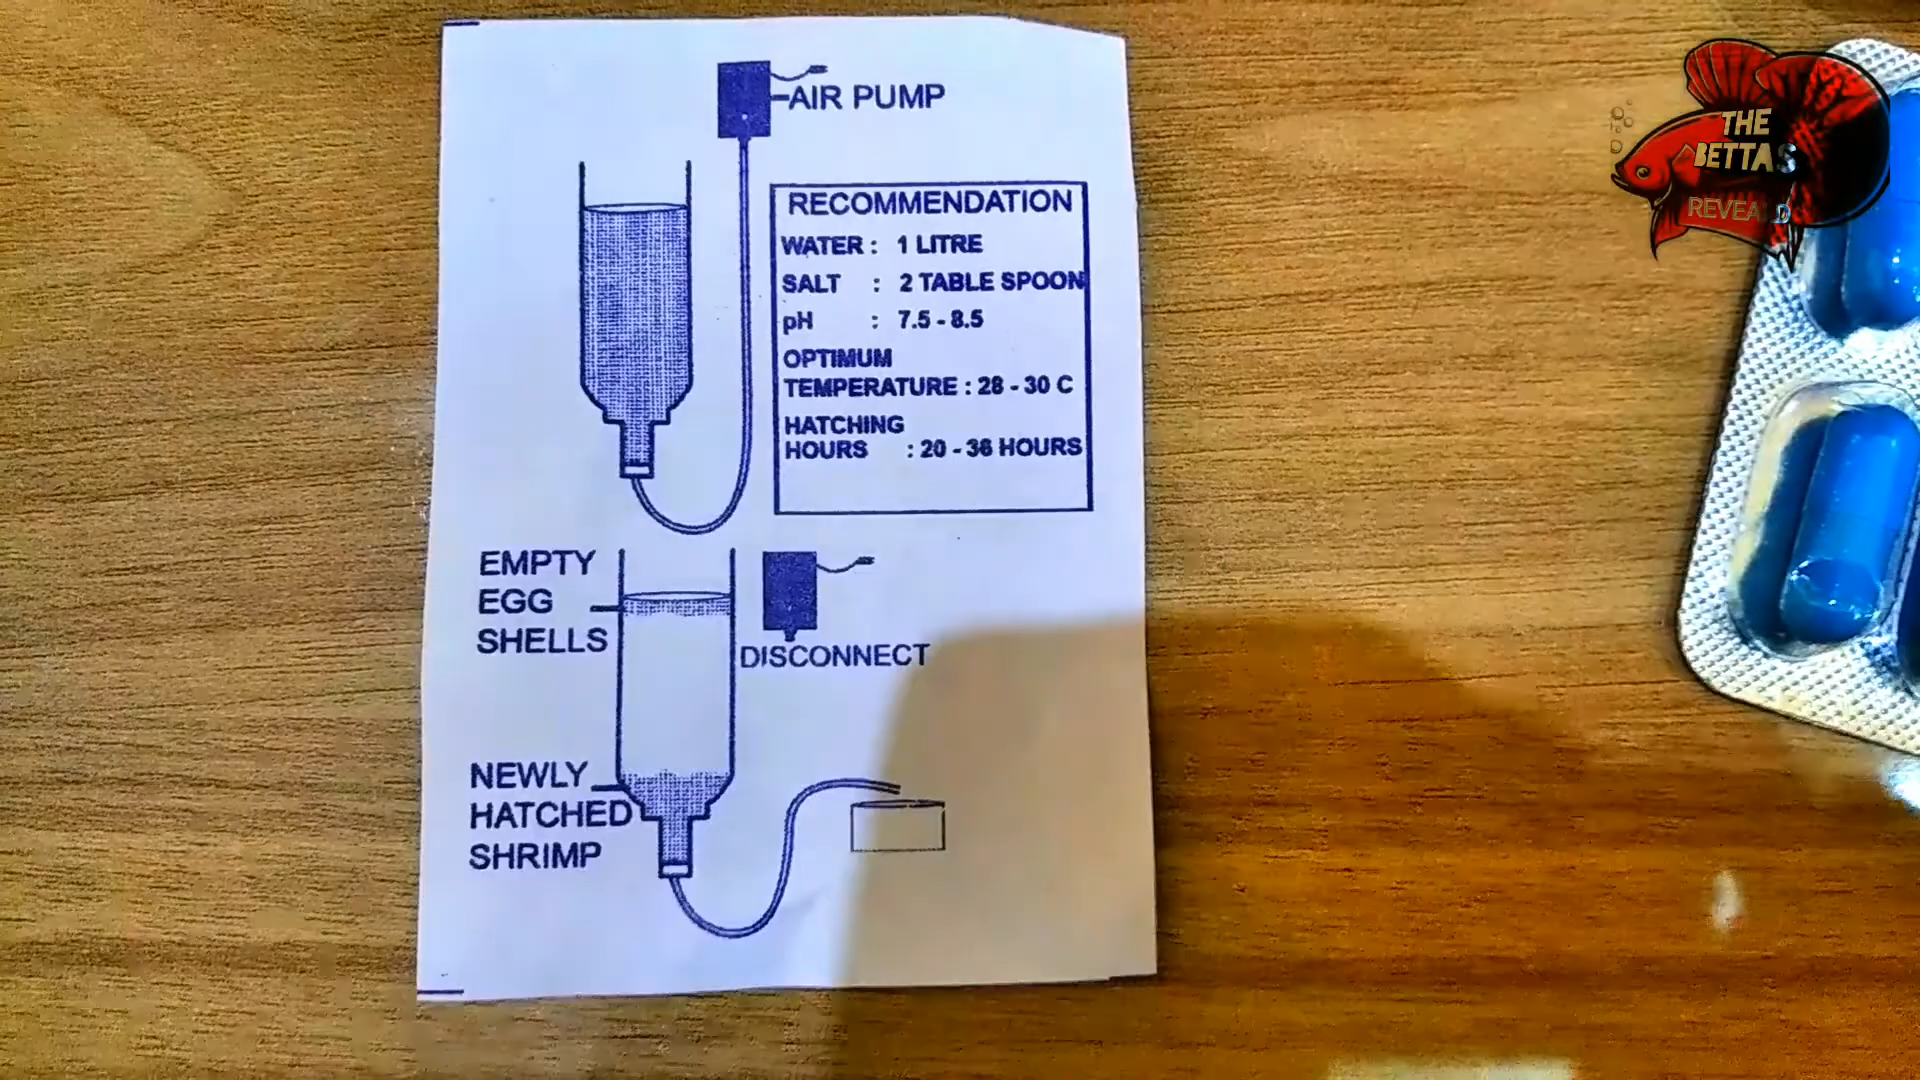 AIR PUMP
RECOMMENDATION
WATER : 1 LITRE
SALT : 2 TABLE SPOON
pH : 7.5 - 8.5
OPTIMUM
TEMPERATURE : 28 - 30 C
HATCHING
HOURS : 20 - 36 HOURS
EMPTY
EGG
SHELLS
DISCONNECT
NEWLY
HATCHED
SHRIMP
THE
BETTAS